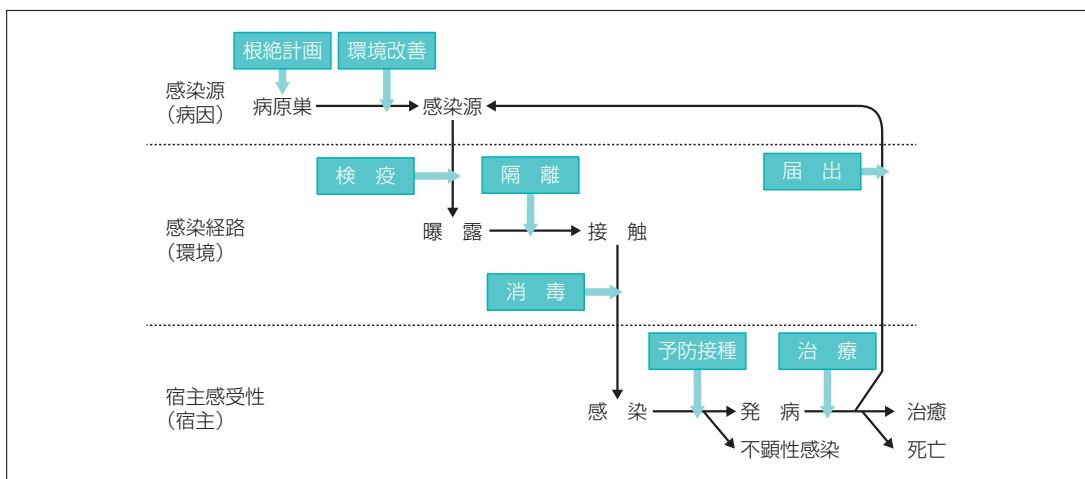 根絶計画 環境改善
感染源
(病因)
病原巣 感染源
検 疫 隔 離 届 出
感染経路
(環境)
曝 露 接 触
消 毒
予防接種 治 療
宿主感受性
(宿主)
感 染 発 病 治癒
不顕性感染 死亡